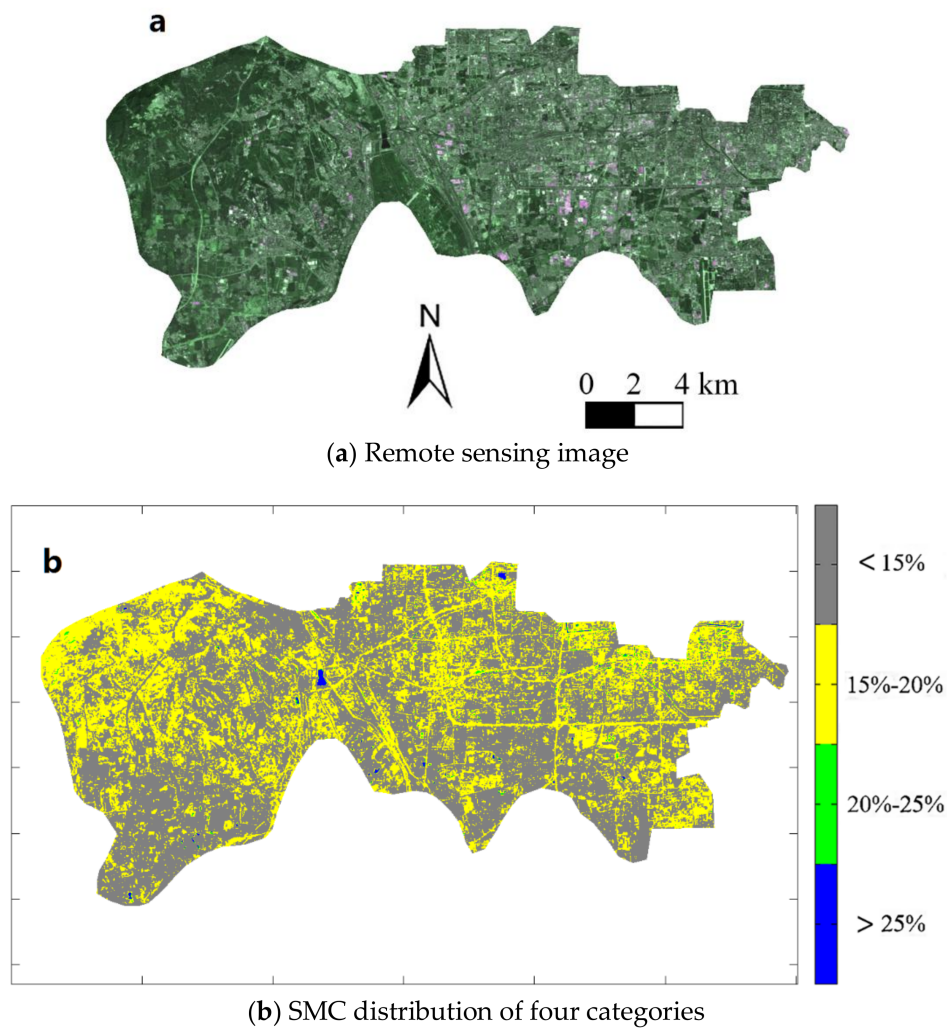 a
N
0 2 4 km
(a) Remote sensing image
b
<15%
15%-20%
20%-25%
> 25%
(b) SMC distribution of four categories